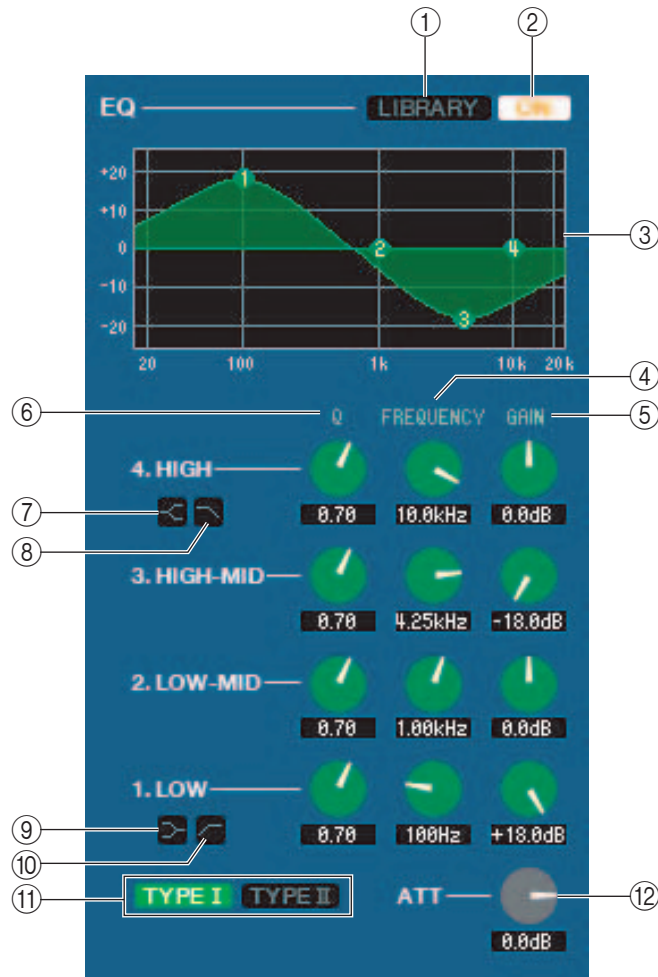 ① ②
EQ LIBRARY ON
+20
+10
0
-10
-20
1 2 4 3
③
20 100 1k 10k 20k
④
⑥ Q FREQUENCY GAIN ⑤
4. HIGH
⑦
⑧
0.70 10.0kHz 0.0dB
3. HIGH-MID
0.70 4.25kHz -18.0dB
2. LOW-MID
0.70 1.00kHz 0.0dB
1. LOW
⑨
⑩
0.70 100Hz +18.0dB
⑪ TYPE I TYPE II ATT ⑫
0.0dB